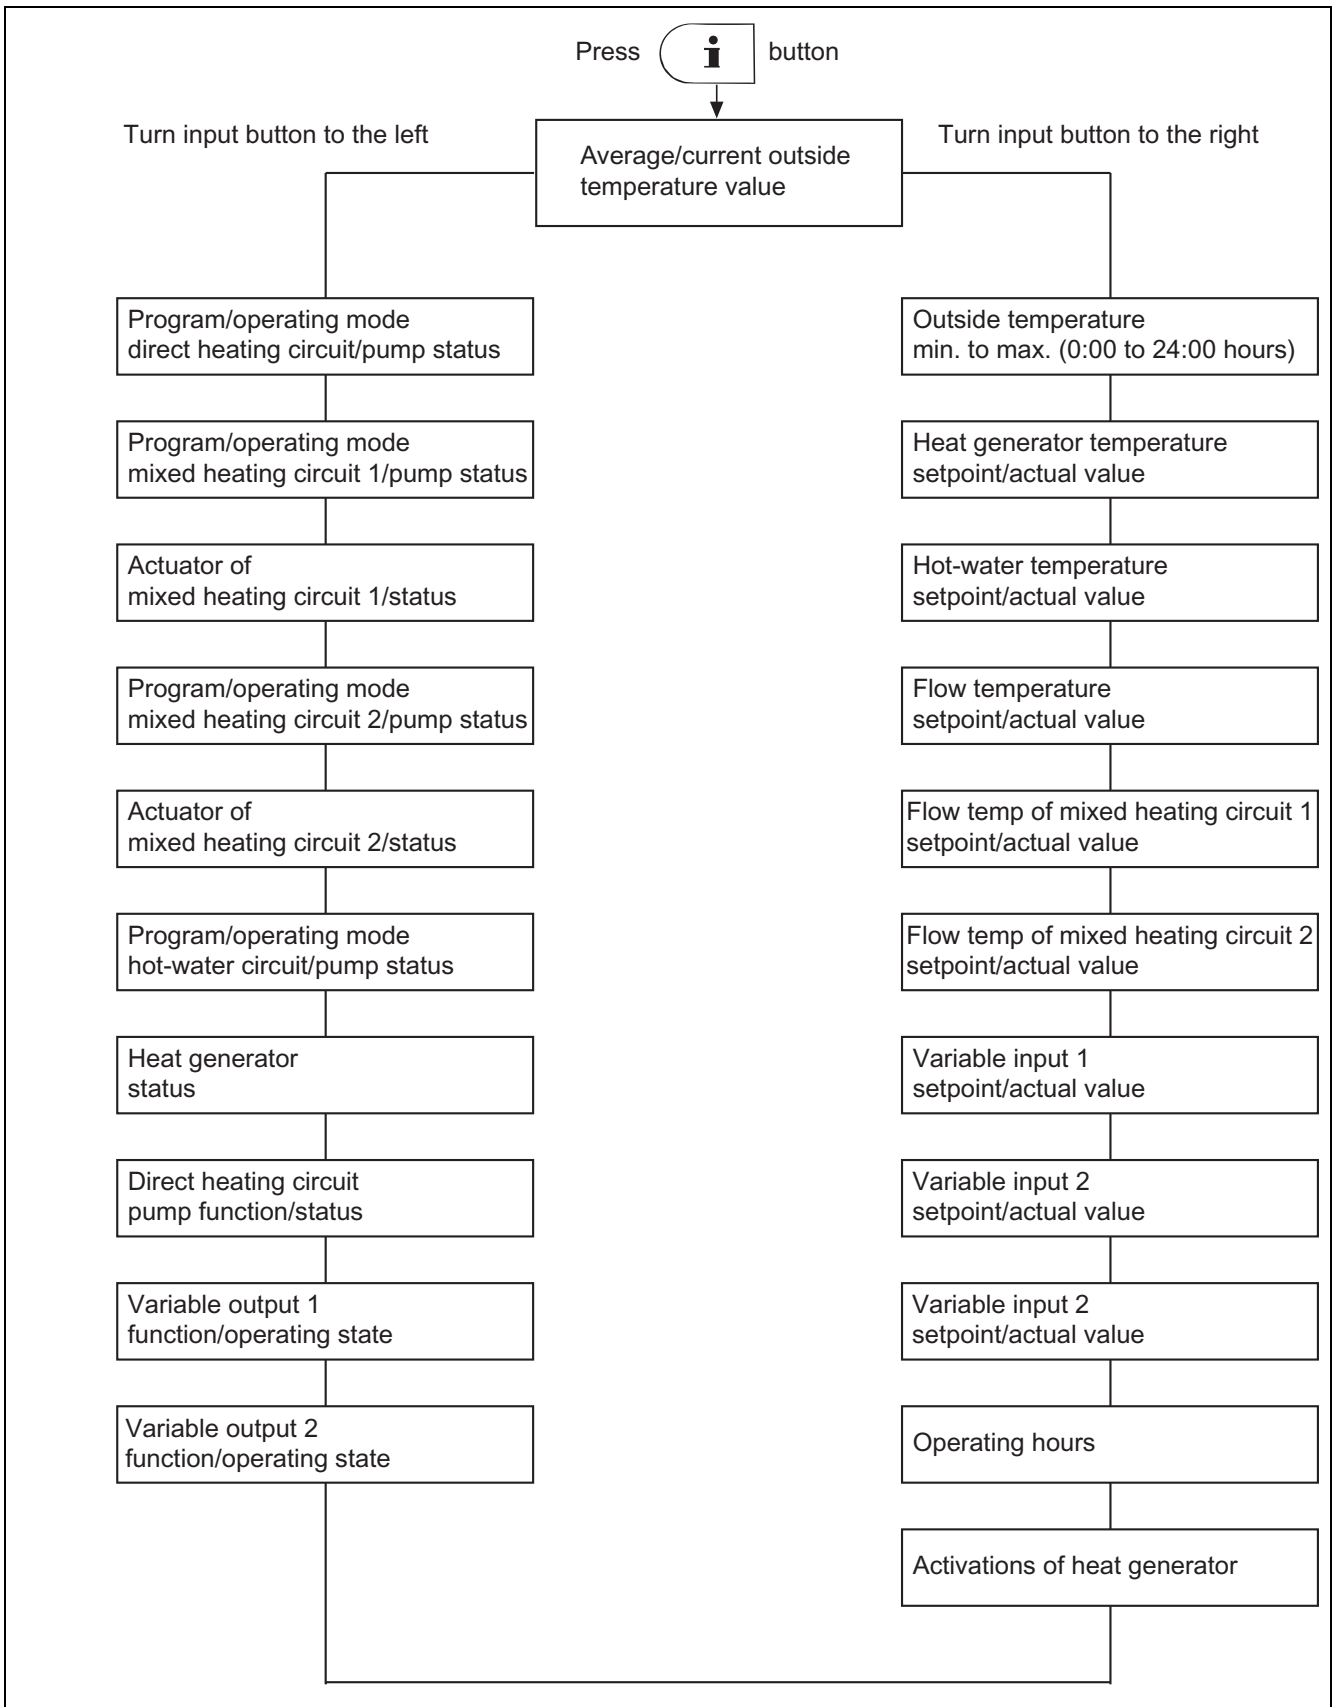 Press i button
Turn input button to the left
Average/current outside
temperature value
Turn input button to the right
Program/operating mode
direct heating circuit/pump status
Program/operating mode
mixed heating circuit 1/pump status
Actuator of
mixed heating circuit 1/status
Program/operating mode
mixed heating circuit 2/pump status
Actuator of
mixed heating circuit 2/status
Program/operating mode
hot-water circuit/pump status
Heat generator
status
Direct heating circuit
pump function/status
Variable output 1
function/operating state
Variable output 2
function/operating state
Outside temperature
min. to max. (0:00 to 24:00 hours)
Heat generator temperature
setpoint/actual value
Hot-water temperature
setpoint/actual value
Flow temperature
setpoint/actual value
Flow temp of mixed heating circuit 1
setpoint/actual value
Flow temp of mixed heating circuit 2
setpoint/actual value
Variable input 1
setpoint/actual value
Variable input 2
setpoint/actual value
Variable input 2
setpoint/actual value
Operating hours
Activations of heat generator